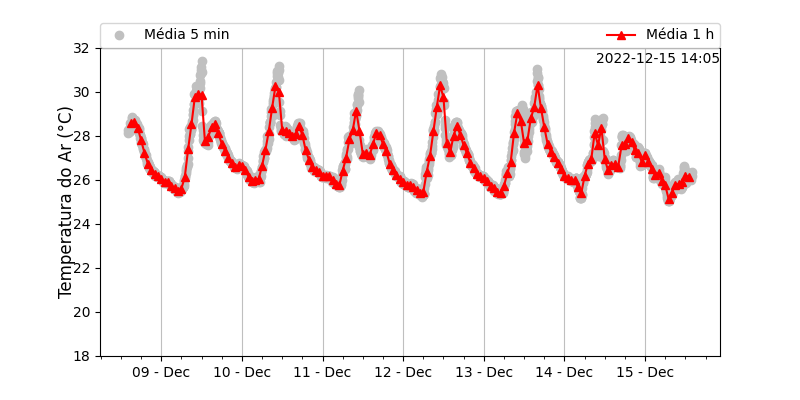 Média 5 min
Média 1 h
2022-12-15 14:05
Temperatura do Ar (°C)
32
30
28
26
24
22
20
18
09 - Dec
10 - Dec
11 - Dec
12 - Dec
13 - Dec
14 - Dec
15 - Dec